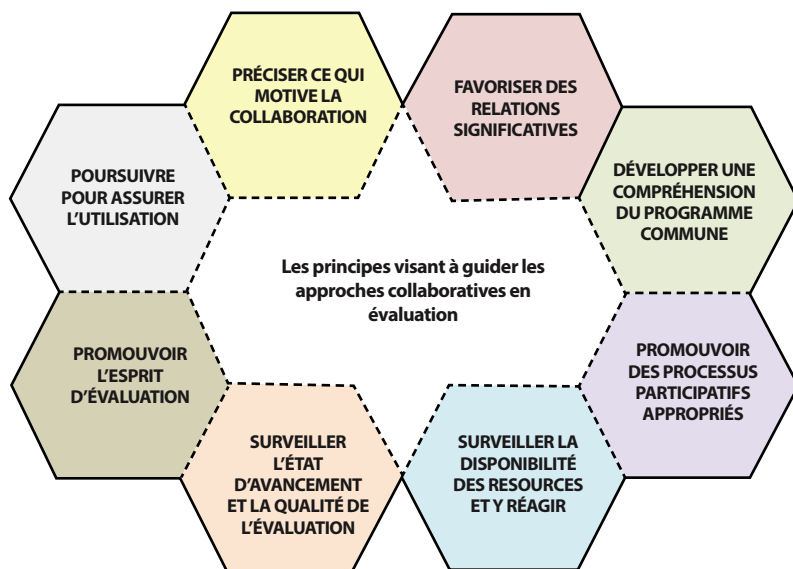 PRÉCISER CE QUI
MOTIVE LA
COLLABORATION
FAVORISER DES
RELATIONS
SIGNIFICATIVES
DÉVELOPPER UNE
COMPRÉHENSION
DU PROGRAMME
COMMUNE
PROMOUVOIR
DES PROCESSUS
PARTICIPATIFS
APPROPRIÉS
SURVEILLER LA
DISPONIBILITÉ
DES RESOURCES
ET Y RÉAGIR
SURVEILLER
L’ÉTAT
D’AVANCEMENT
ET LA QUALITÉ DE
L’ÉVALUATION
PROMOUVOIR
L’ESPRIT
D’ÉVALUATION
POURSUIVRE
POUR ASSURER
L’UTILISATION
Les principes visant à guider les
approches collaboratives en
évaluation